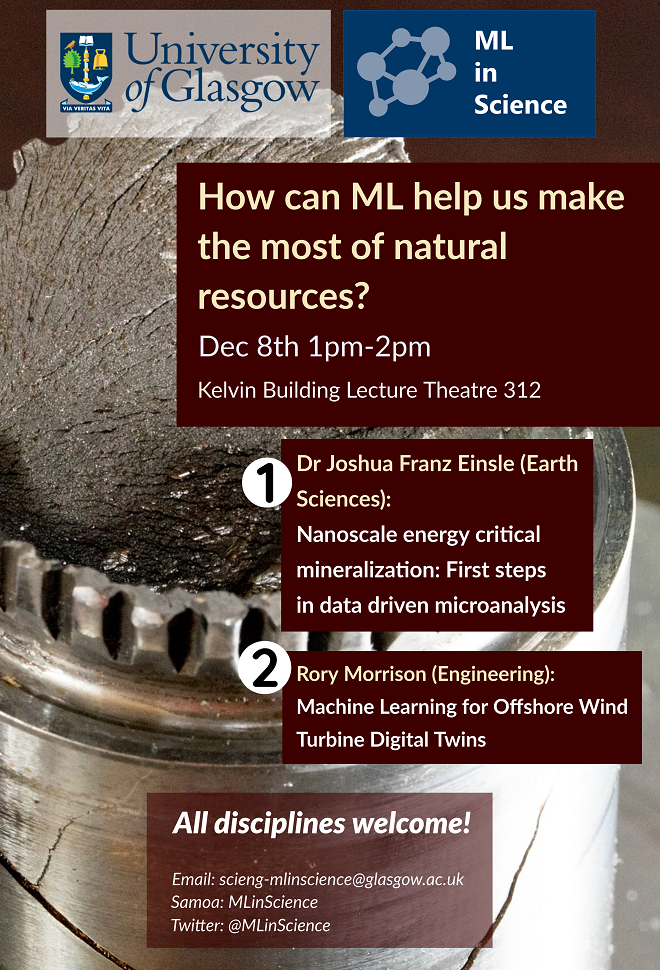 University
of Glasgow
VIA VERITAS VITA
ML
in
Science
How can ML help us make
the most of natural
resources?
Dec 8th 1pm-2pm
Kelvin Building Lecture Theatre 312
1
Dr Joshua Franz Einsle (Earth
Sciences):
Nanoscale energy critical
mineralization: First steps
in data driven microanalysis
2
Rory Morrison (Engineering):
Machine Learning for Offshore Wind
Turbine Digital Twins
All disciplines welcome!
Email: scieng-mlinscience@glasgow.ac.uk
Samoa: MLinScience
Twitter: @MLinScience